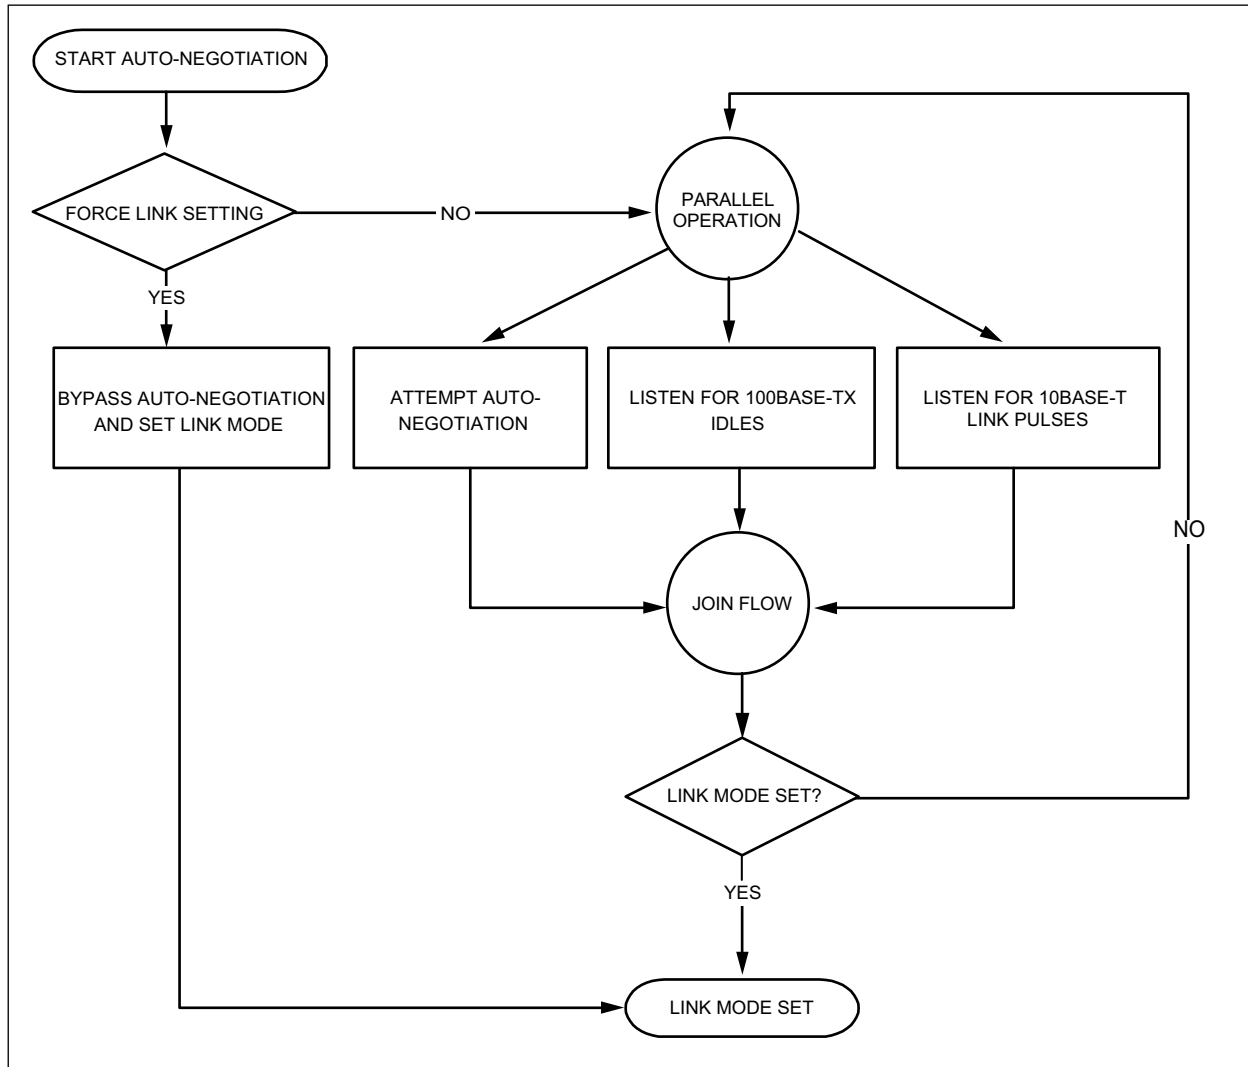 START AUTO-NEGOTIATION
FORCE LINK SETTING
NO
PARALLEL
OPERATION
YES
BYPASS AUTO-NEGOTIATION
AND SET LINK MODE
ATTEMPT AUTO-
NEGOTIATION
LISTEN FOR 100BASE-TX
IDLES
LISTEN FOR 10BASE-T
LINK PULSES
NO
JOIN FLOW
LINK MODE SET?
YES
LINK MODE SET